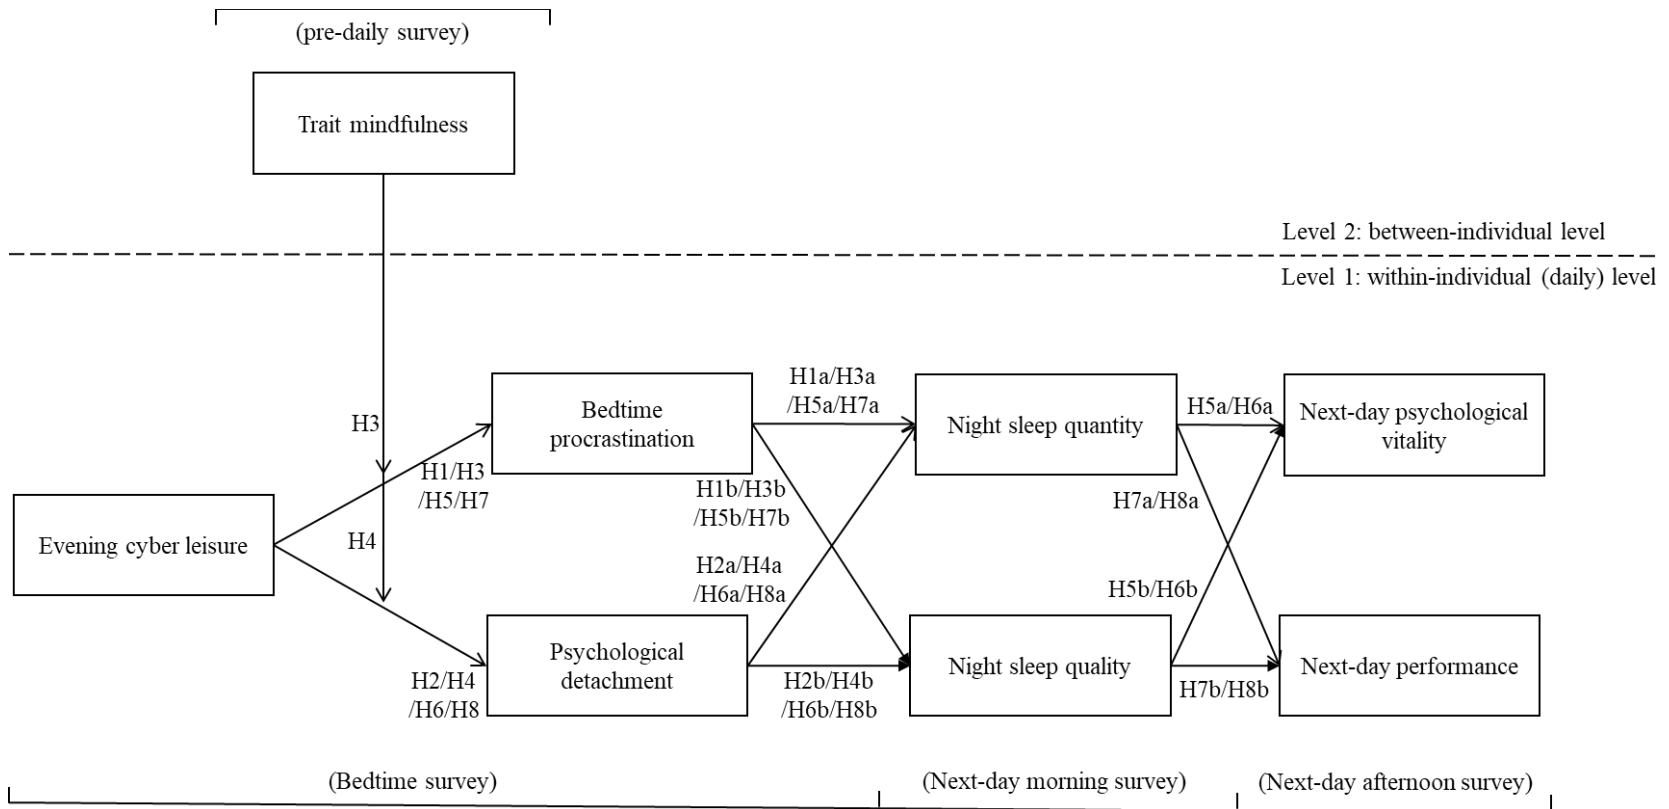 (pre-daily survey)
Trait mindfulness
Level 2: between-individual level
Level 1: within-individual (daily) level
H3
H4
Evening cyber leisure
H1/H3
/H5/H7
H2/H4
/H6/H8
Bedtime
procrastination
Psychological
detachment
H1a/H3a
/H5a/H7a
H1b/H3b
/H5b/H7b
H2a/H4a
/H6a/H8a
H2b/H4b
/H6b/H8b
Night sleep quantity
Night sleep quality
H5a/H6a
H7a/H8a
H5b/H6b
H7b/H8b
Next-day psychological
vitality
Next-day performance
(Bedtime survey)
(Next-day morning survey)
(Next-day afternoon survey)